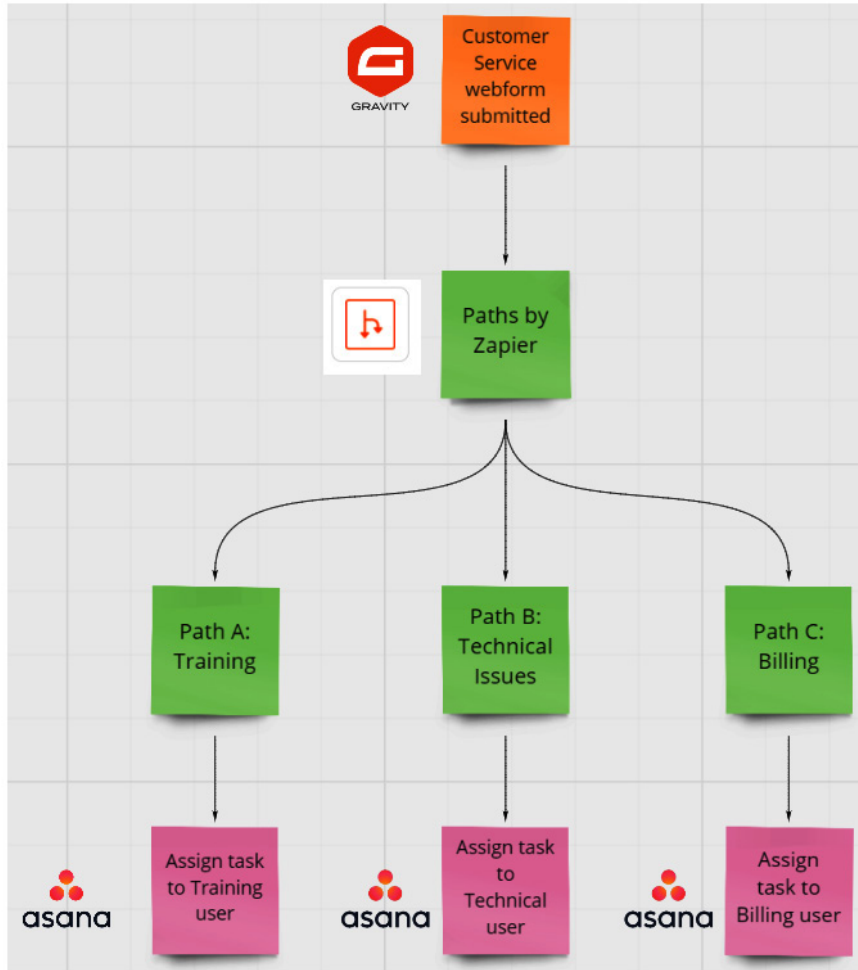 Customer
Service
webform
submitted
GRAVITY
Paths by
Zapier
Path A:
Training
Path B:
Technical
Issues
Path C:
Billing
Assign task
to Training
user
asana
Assign task
to
Technical
user
asana
Assign
task to
Billing user
asana